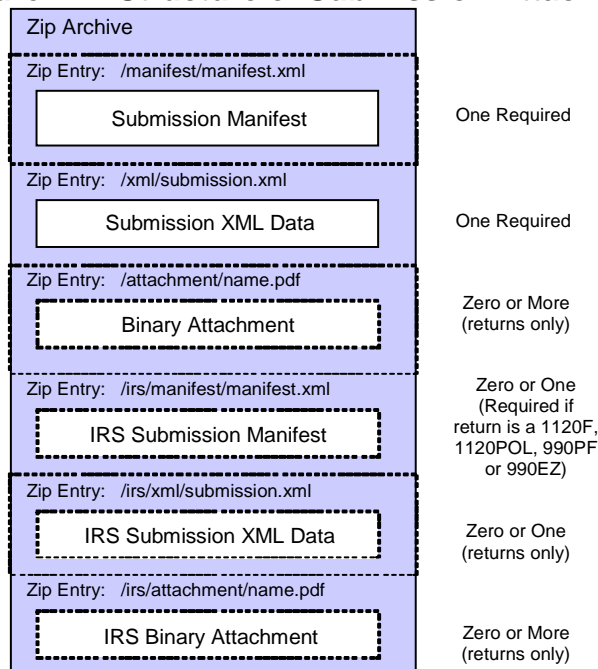 Zip Archive
Zip Entry: /manifest/manifest.xml
Submission Manifest
One Required
Zip Entry: /xml/submission.xml
Submission XML Data
One Required
Zip Entry: /attachment/name.pdf
Binary Attachment
Zero or More
(returns only)
Zip Entry: /irs/manifest/manifest.xml
IRS Submission Manifest
Zero or One
(Required if
return is a 1120F,
1120POL, 990PF
or 990EZ)
Zip Entry: /irs/xml/submission.xml
IRS Submission XML Data
Zero or One
(returns only)
Zip Entry: /irs/attachment/name.pdf
IRS Binary Attachment
Zero or More
(returns only)